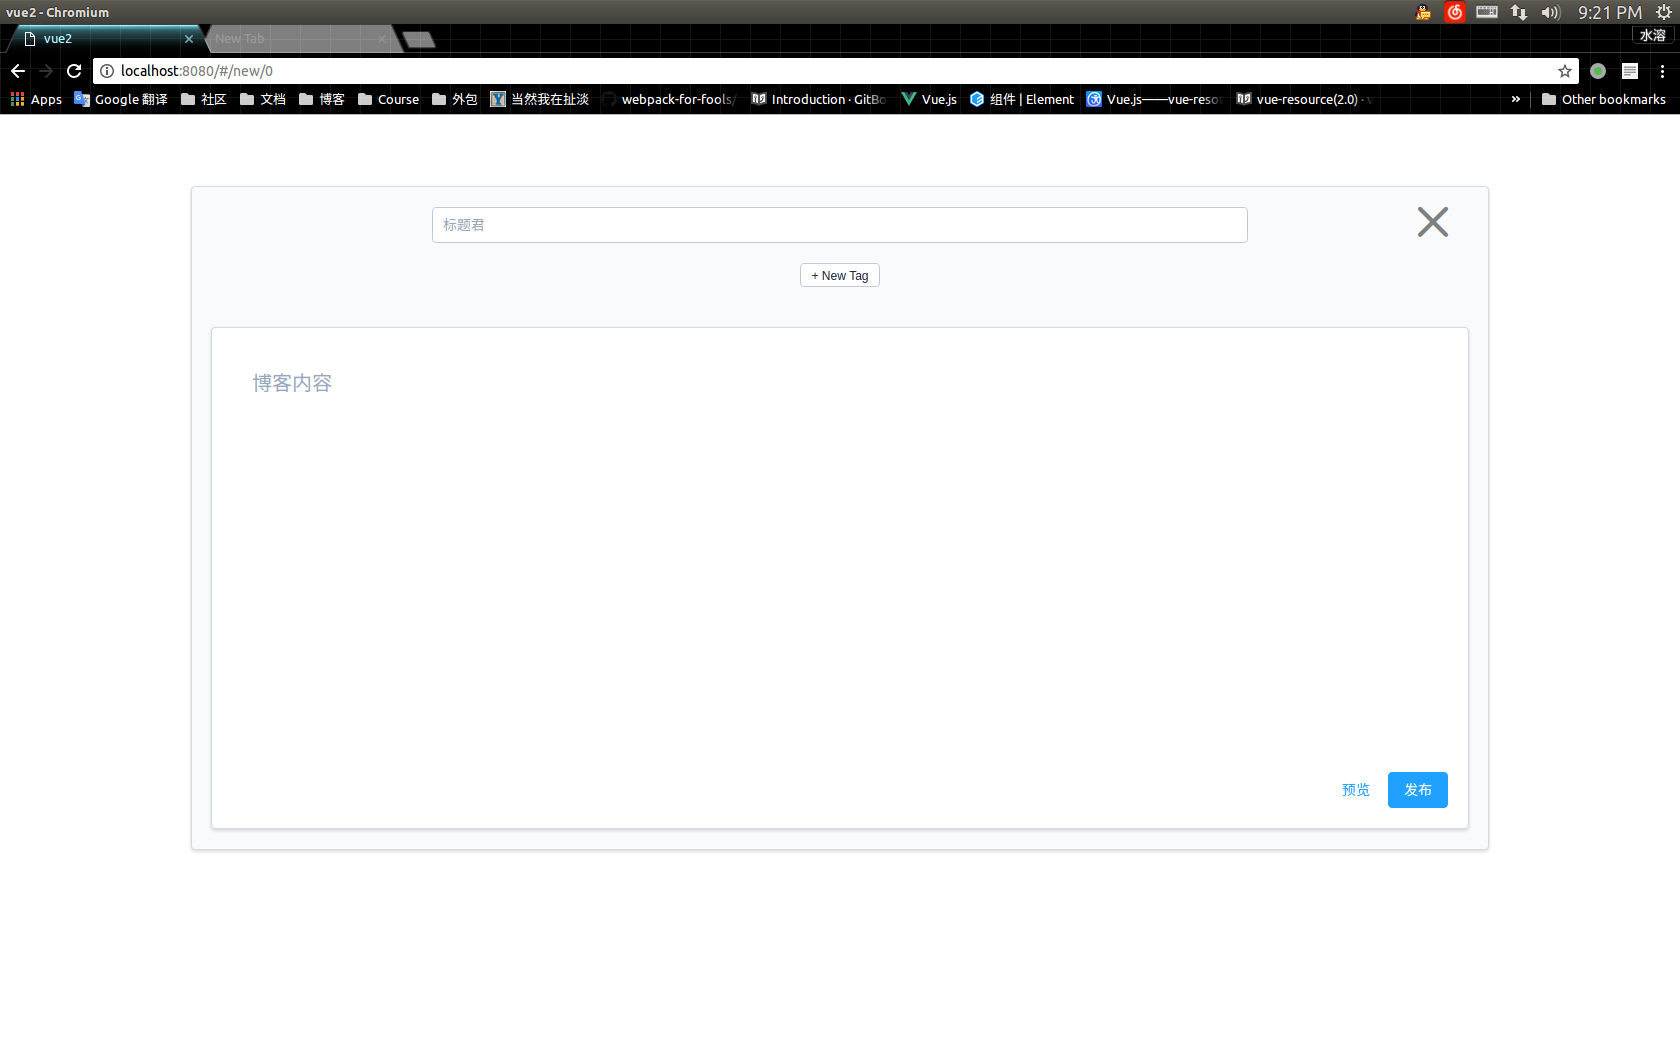 vue2 - Chromium
9:21 PM
vue2
New Tab
水溶
localhost:8080/#/new/0
Apps
Google 翻译
社区
文档
博客
Course
外包
当然我在扯淡
webpack-for-fools/
Introduction · GitBo
Vue.js
组件 | Element
Vue.js——vue-resou
vue-resource(2.0) · v
»
Other bookmarks
标题君
+ New Tag
博客内容
预览
发布